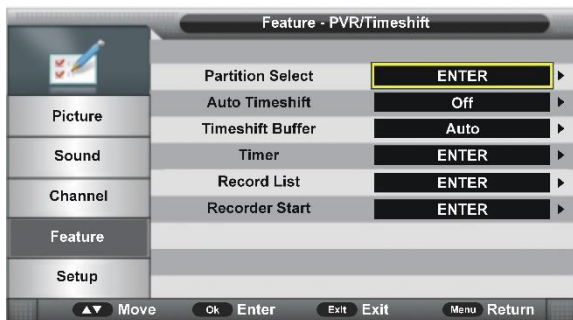 Feature - PVR/Timeshift
Partition Select ENTER
Auto Timeshift Off
Timeshift Buffer Auto
Timer ENTER
Record List ENTER
Recorder Start ENTER
Picture
Sound
Channel
Feature
Setup
Move Ok Enter Exit Exit Menu Return